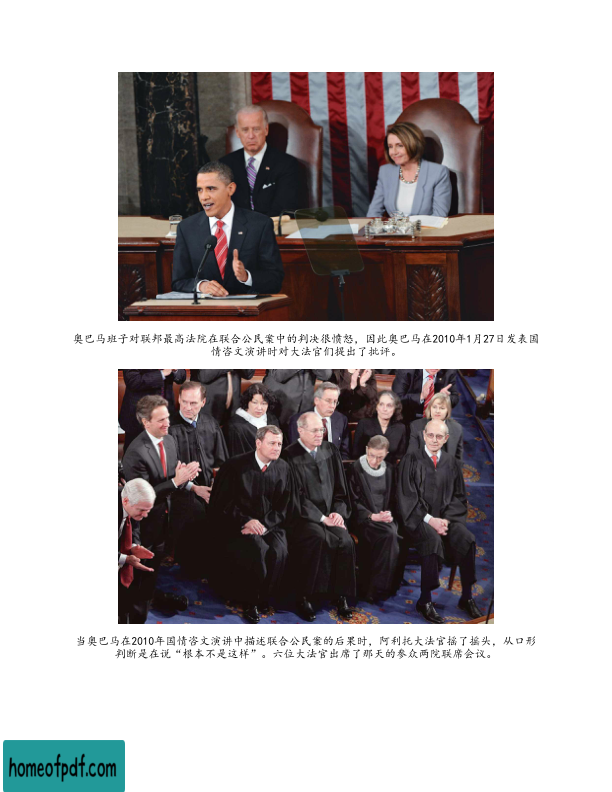 奥巴马班子对联邦最高法院在联合公民案中的判决很愤怒，因此奥巴马在2010年1月27日发表国
情咨文演讲时对大法官们提出了批评。
当奥巴马在2010年国情咨文演讲中描述联合公民案的后果时，阿利托大法官摇了摇头，从口形
判断是在说“根本不是这样”。六位大法官出席了那天的参众两院联席会议。
homeofpdf.com